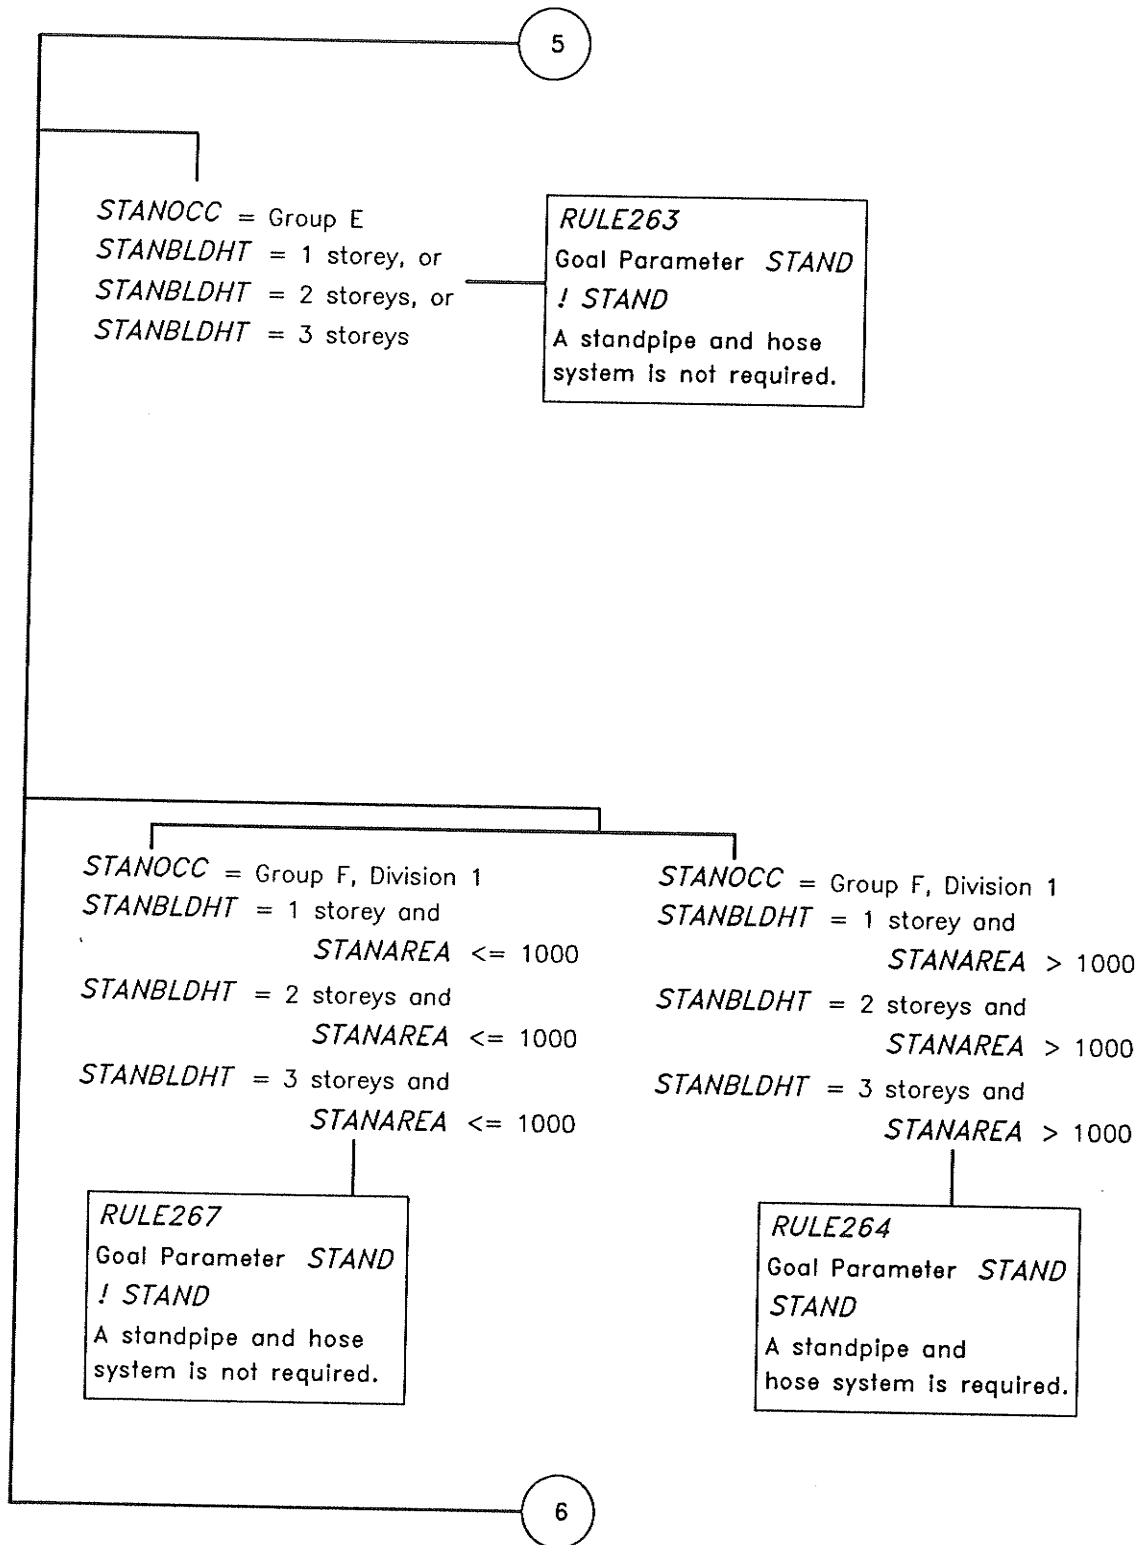 5
STANOCC = Group E
STANBLDHT = 1 storey, or
STANBLDHT = 2 storeys, or
STANBLDHT = 3 storeys
RULE263
Goal Parameter STAND
! STAND
A standpipe and hose
system is not required.
STANOCC = Group F, Division 1
STANBLDHT = 1 storey and
STANAREA <= 1000
STANBLDHT = 2 storeys and
STANAREA <= 1000
STANBLDHT = 3 storeys and
STANAREA <= 1000
RULE267
Goal Parameter STAND
! STAND
A standpipe and hose
system is not required.
STANOCC = Group F, Division 1
STANBLDHT = 1 storey and
STANAREA > 1000
STANBLDHT = 2 storeys and
STANAREA > 1000
STANBLDHT = 3 storeys and
STANAREA > 1000
RULE264
Goal Parameter STAND
STAND
A standpipe and
hose system is required.
6